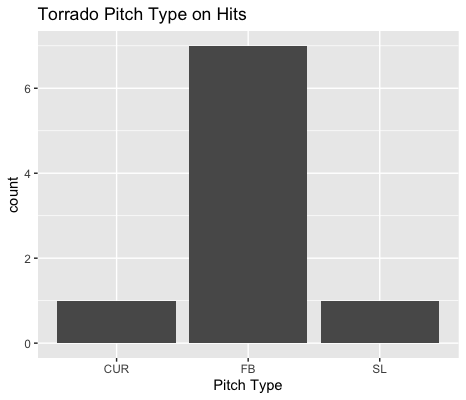 Torrado Pitch Type on Hits
count
6
4
2
0
CUR FB SL
Pitch Type